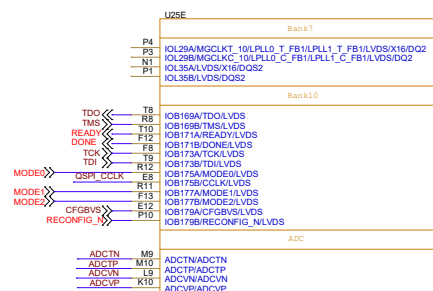 U25E
Bank7
P4 IOL29A/MGCLKT_10/LPLL0_T_FB1/LPLL1_T_FB1/LVDS/X16/DQ2
P3 IOL29B/MGCLKC_10/LPLL0_C_FB1/LPLL1_C_FB1/LVDS/DQ2
N1 IOL35A/LVDS/X16/DQS2
P1 IOL35B/LVDS/DQS2
Bank10
TDO T8 IOB169A/TDO/LVDS
TMS R8 IOB169B/TMS/LVDS
READY T10 IOB171A/READY/LVDS
DONE F12 IOB171B/DONE/LVDS
TCK F8 IOB173A/TCK/LVDS
TDI T9 IOB173B/TDI/LVDS
MODE0 R12 IOB175A/MODE0/LVDS
QSPI_CCLK E8 IOB175B/CCLK/LVDS
MODE1 R11 IOB177A/MODE1/LVDS
MODE2 F13 IOB177B/MODE2/LVDS
CFGBVS E12 IOB179A/CFGBVS/LVDS
RECONFIG_N P10 IOB179B/RECONFIG_N/LVDS
ADC
ADCTN M9 ADCTN/ADCTN
ADCTP M10 ADCTP/ADCTP
ADCVN L9 ADCVN/ADCVN
ADCVP K10 ADCVP/ADCVP